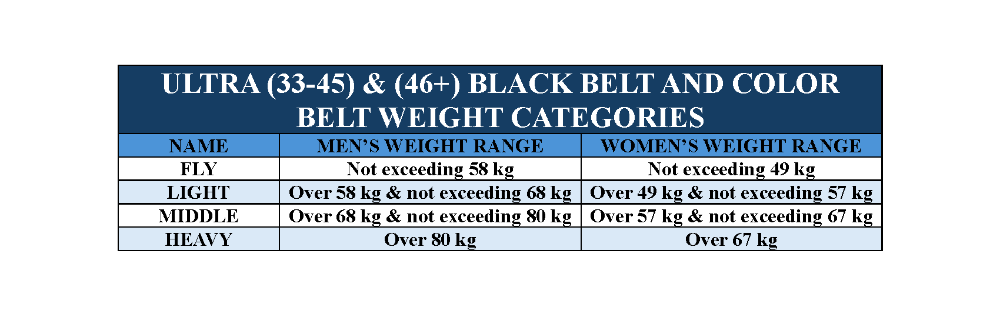 ULTRA (33-45) & (46+) BLACK BELT AND COLOR
BELT WEIGHT CATEGORIES
NAME MEN’S WEIGHT RANGE WOMEN’S WEIGHT RANGE
FLY Not exceeding 58 kg Not exceeding 49 kg
LIGHT Over 58 kg & not exceeding 68 kg Over 49 kg & not exceeding 57 kg
MIDDLE Over 68 kg & not exceeding 80 kg Over 57 kg & not exceeding 67 kg
HEAVY Over 80 kg Over 67 kg